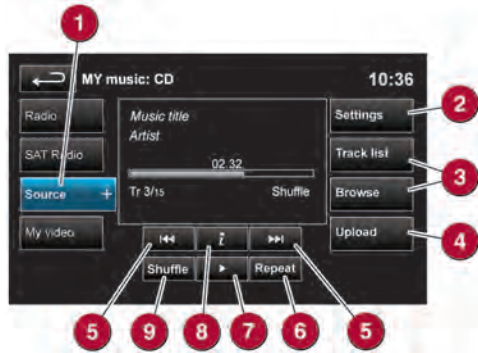 1
MY music: CD
10:36
Radio
SAT Radio
Source +
My video
Music title
Artist
02.32
Tr 3/15
Shuffle
Settings
Track list
Browse
Upload
i
Shuffle
Repeat
2
3
4
5
9
8
7
6
5